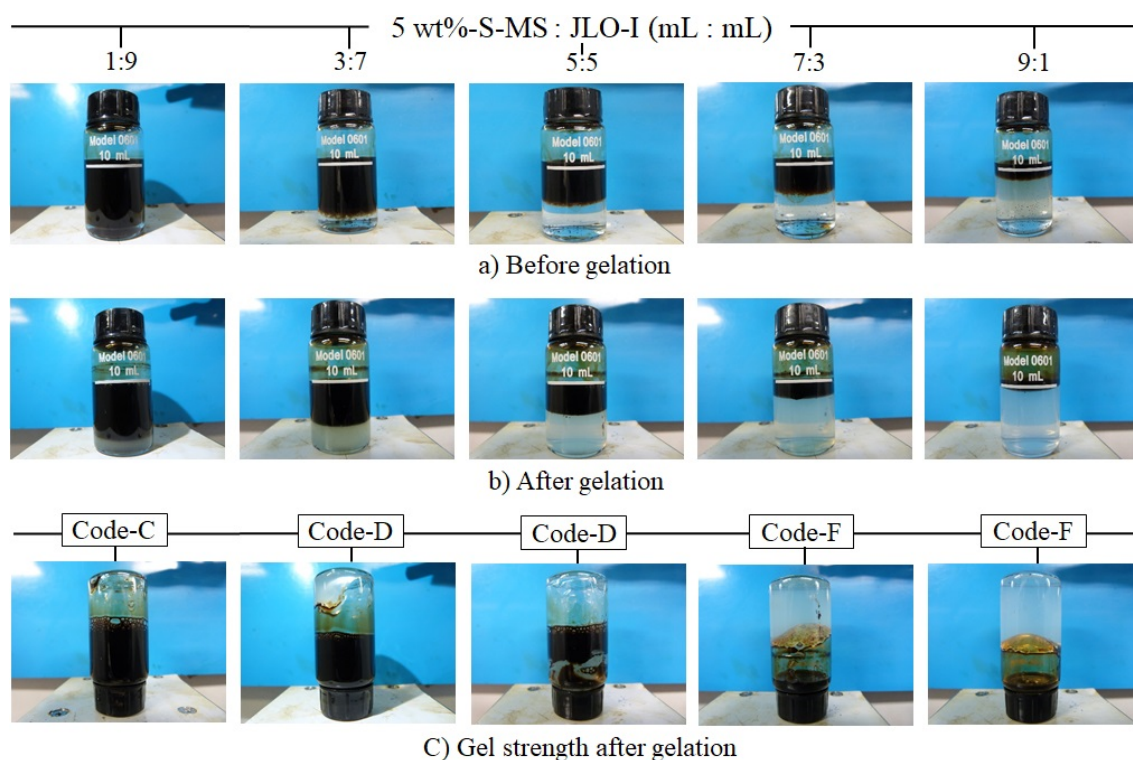 5 wt%-S-MS : JLO-I (mL : mL)
1:9 3:7 5:5 7:3 9:1
Model 0601 Model 0601 Model 0601 Model 0601 Model 0601
10 mL 10 mL 10 mL 10 mL 10 mL
a) Before gelation
Model 0601 Model 0601 Model 0601 Model 0601 Model 0601
10 mL 10 mL 10 mL 10 mL 10 mL
b) After gelation
Code-C Code-D Code-D Code-F Code-F
C) Gel strength after gelation